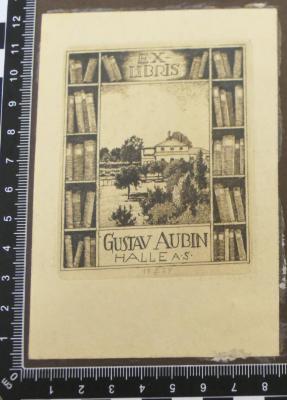 EX-
LIBRIS
GUSTAV AUBIN
HALLE A.S.